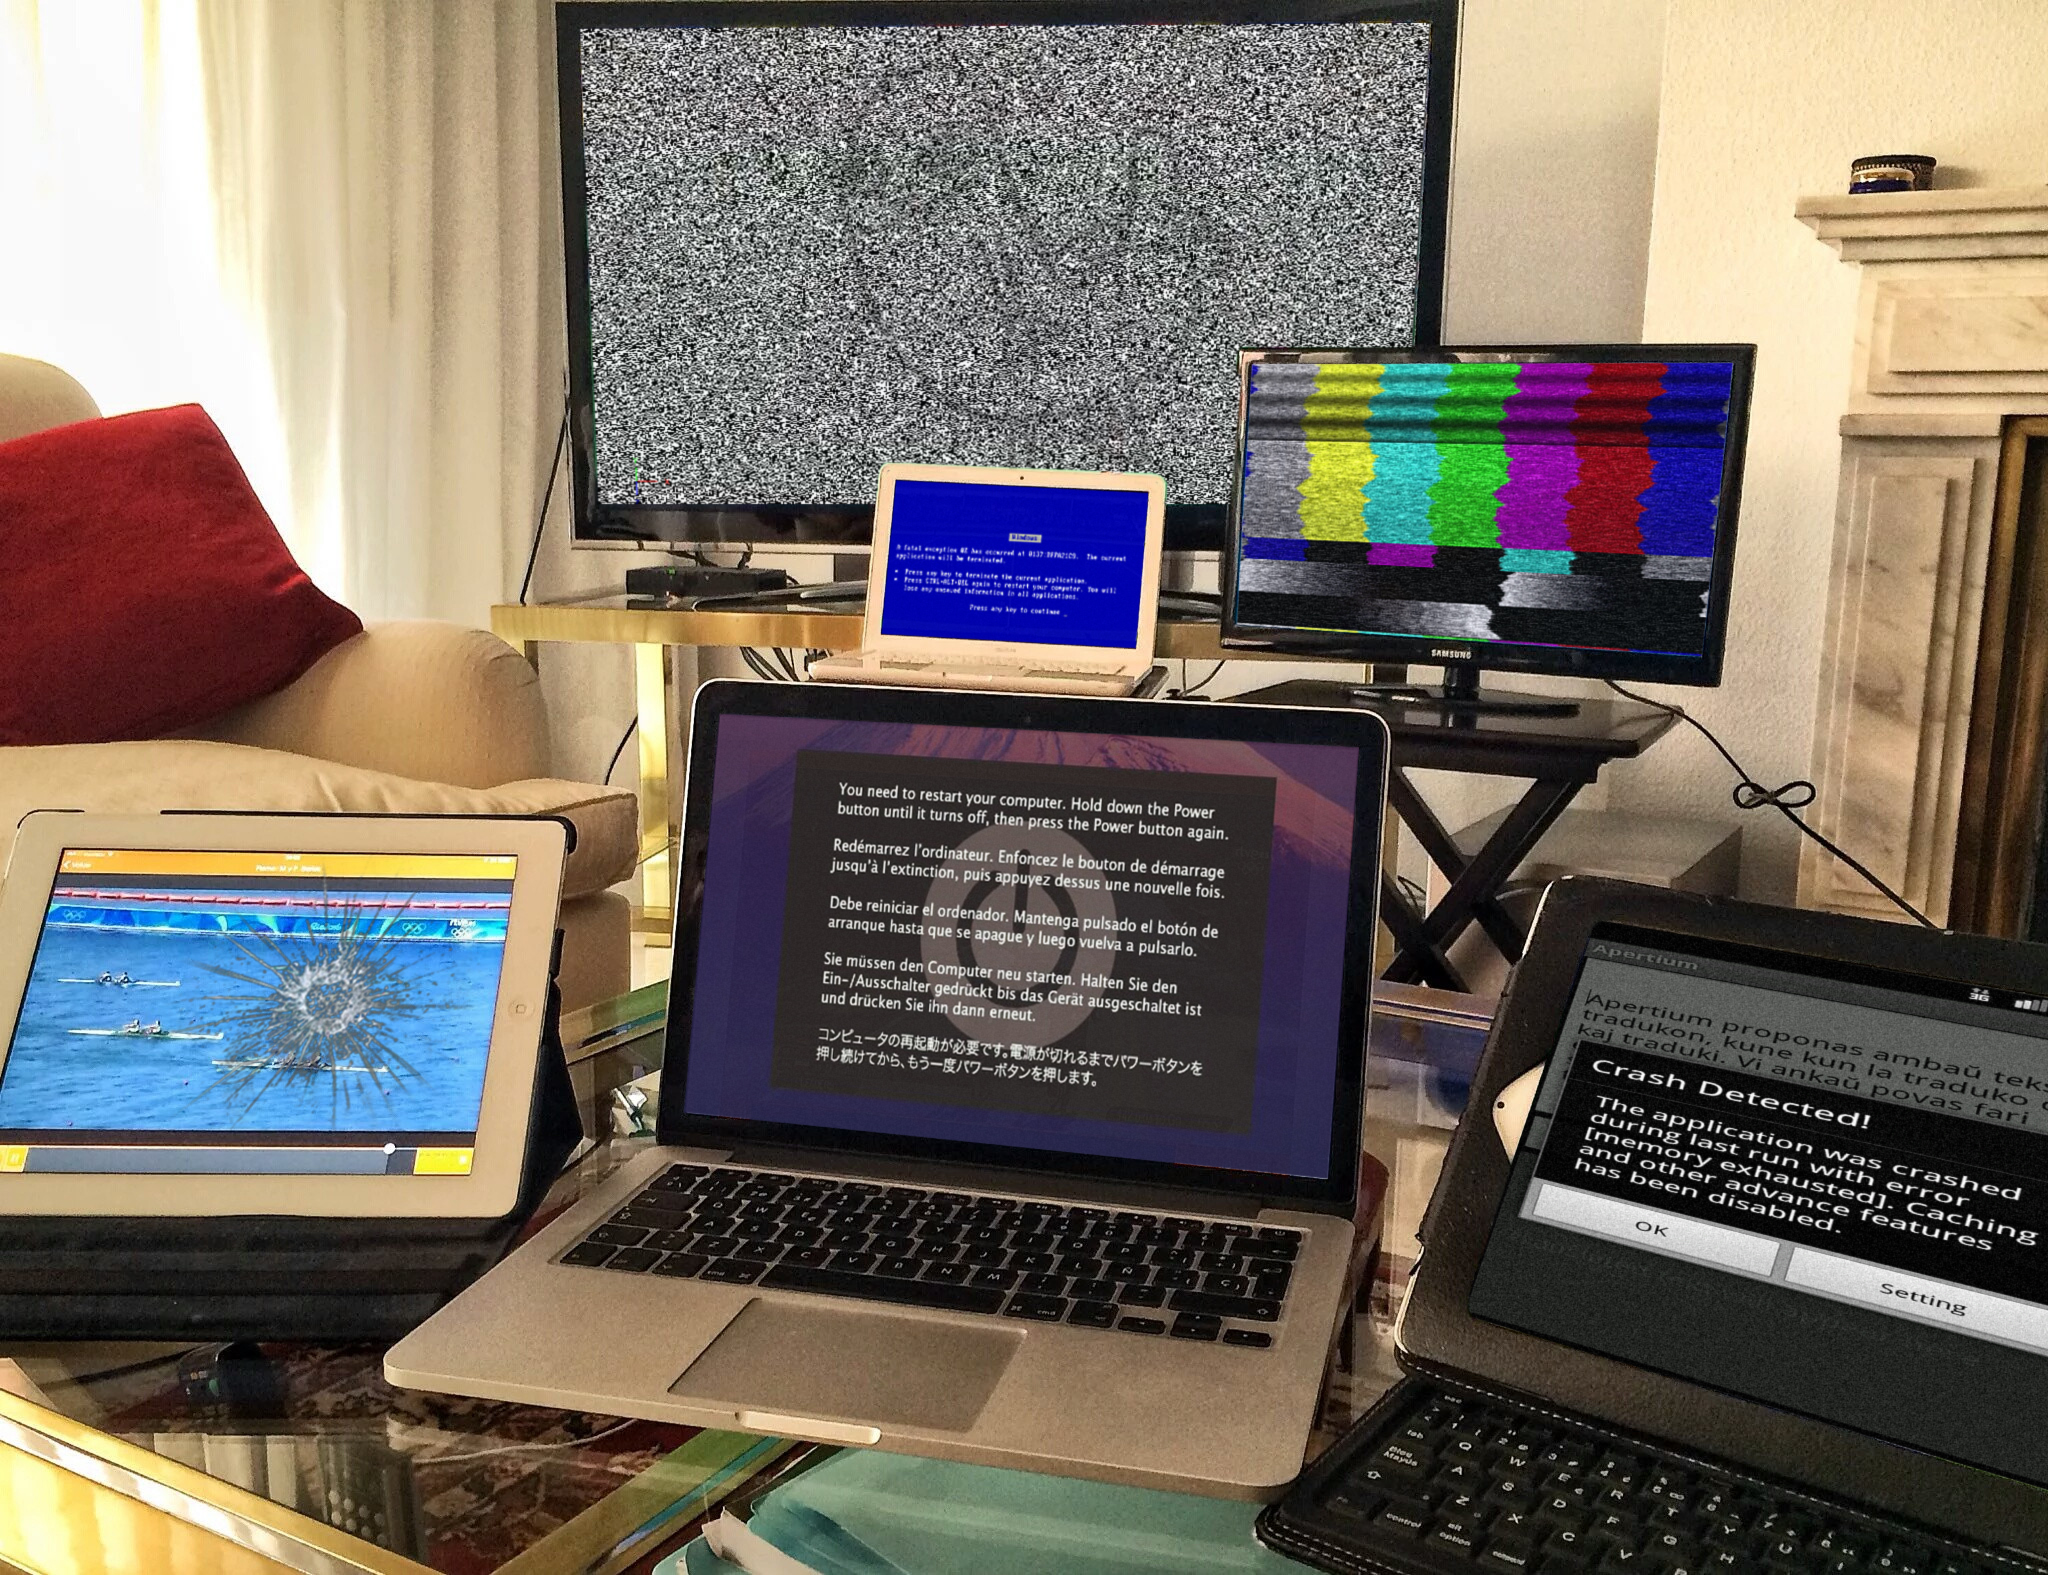 Windows
A fatal exception 0E has occurred at The current
application will be terminated.
* Press any key to terminate the current application.
* Press CTRL+ALT+DEL again to restart your computer. You will
lose any unsaved information in all applications.
Press any key to continue _
SAMSUNG
You need to restart your computer. Hold down the Power
button until it turns off, then press the Power button again.
Redémarrez l'ordinateur. Enfoncez le bouton de démarrage
jusqu'à l'extinction, puis appuyez dessus une nouvelle fois.
Debe reiniciar el ordenador. Mantenga pulsado el botón de
arranque hasta que se apague y luego vuelva a pulsarlo.
Sie müssen den Computer neu starten. Halten Sie den
Ein-/Ausschalter gedrückt bis das Gerät ausgeschaltet ist
und drücken Sie ihn dann erneut.
コンピュータの再起動が必要です。電源が切れるまでパワーボタンを
押し続けてから、もう一度パワーボタンを押します。
rtve.es
3G
Apertium
Apertium proponas ambaŭ teks
tradukon, kune kun la traduko
kaj traduki. Vi ankaŭ povas fari
Crash Detected!
The application was crashed
during last run with error
[memory exhausted]. Caching
and other advance features
has been disabled.
OK
Setting
Q W E R T Y
A S D F G H
Z X C V B
tab
Bloq
Mayús
control
alt
option
cmd